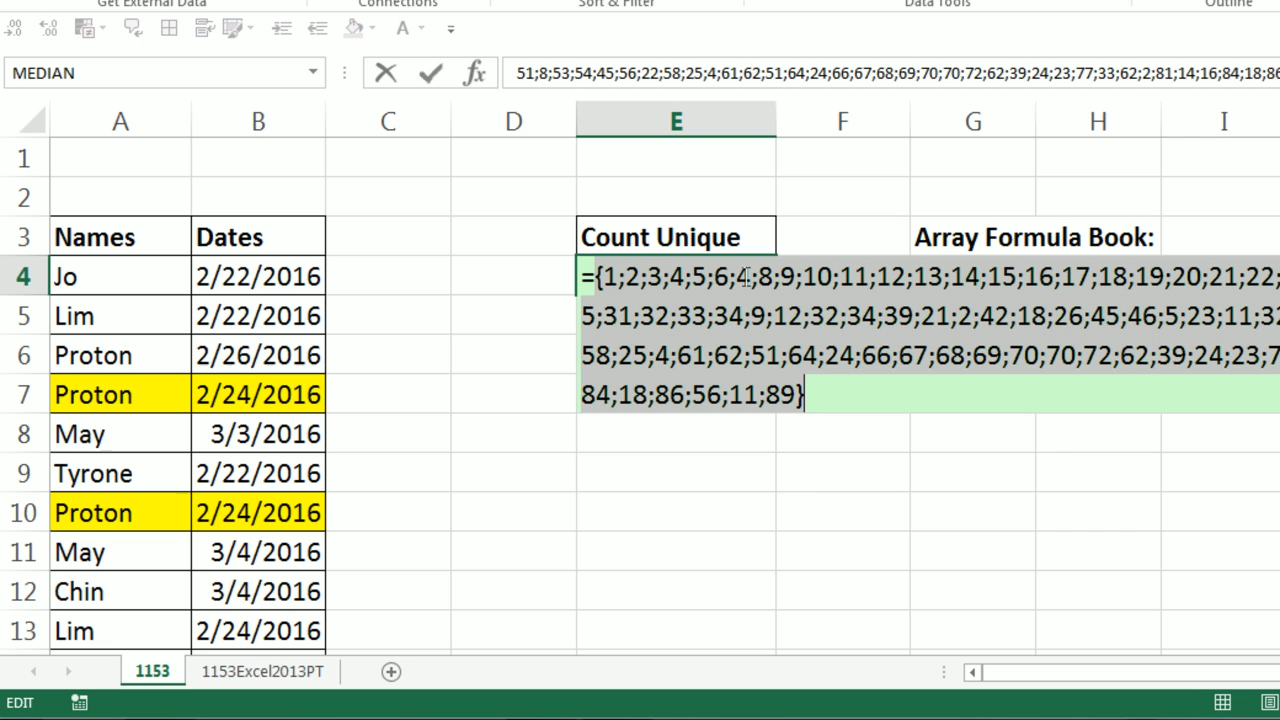 Get External Data Connections Sort & Filter Data Tools Outline
MEDIAN 51;8;53;54;45;56;22;58;25;4;61;62;51;64;24;66;67;68;69;70;70;72;62;39;24;23;77;33;62;2;81;14;16;84;18;86
A B C D E F G H I
1
2
3 Names Dates Count Unique Array Formula Book:
4 Jo 2/22/2016 ={1;2;3;4;5;6;4;8;9;10;11;12;13;14;15;16;17;18;19;20;21;22;
5 Lim 2/22/2016 5;31;32;33;34;9;12;32;34;39;21;2;42;18;26;45;46;5;23;11;32
6 Proton 2/26/2016 58;25;4;61;62;51;64;24;66;67;68;69;70;70;72;62;39;24;23;7
7 Proton 2/24/2016 84;18;86;56;11;89}
8 May 3/3/2016
9 Tyrone 2/22/2016
10 Proton 2/24/2016
11 May 3/4/2016
12 Chin 3/4/2016
13 Lim 2/24/2016
1153 1153Excel2013PT
EDIT